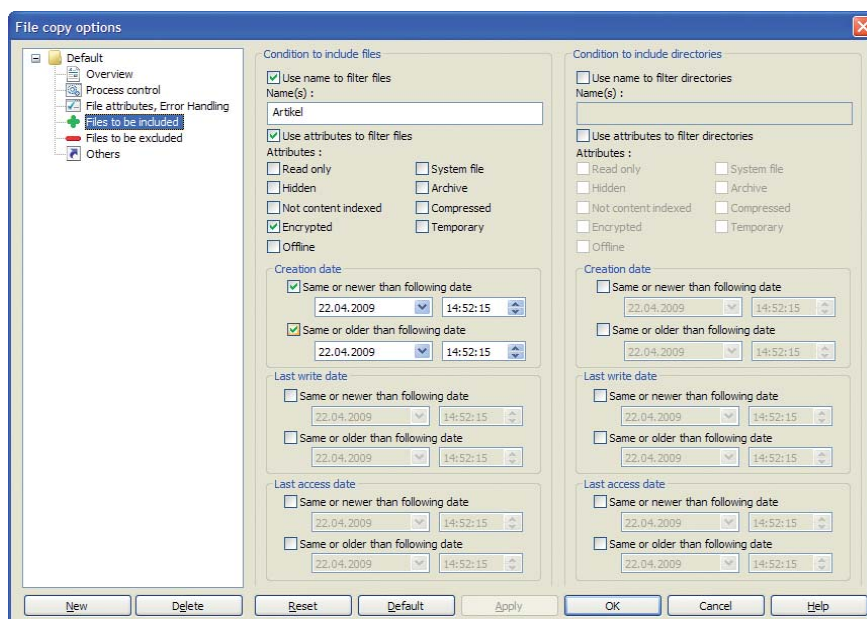 File copy options
Default
Overview
Process control
File attributes, Error Handling
Files to be included
Files to be excluded
Others
Condition to include files
Use name to filter files
Name(s) :
Artikel
Use attributes to filter files
Attributes :
Read only System file
Hidden Archive
Not content indexed Compressed
Encrypted Temporary
Offline
Creation date
Same or newer than following date
22.04.2009 14:52:15
Same or older than following date
22.04.2009 14:52:15
Last write date
Same or newer than following date
22.04.2009 14:52:15
Same or older than following date
22.04.2009 14:52:15
Last access date
Same or newer than following date
22.04.2009 14:52:15
Same or older than following date
22.04.2009 14:52:15
Condition to include directories
Use name to filter directories
Name(s) :
Use attributes to filter directories
Attributes :
Read only System file
Hidden Archive
Not content indexed Compressed
Encrypted Temporary
Offline
Creation date
Same or newer than following date
22.04.2009 14:52:15
Same or older than following date
22.04.2009 14:52:15
Last write date
Same or newer than following date
22.04.2009 14:52:15
Same or older than following date
22.04.2009 14:52:15
Last access date
Same or newer than following date
22.04.2009 14:52:15
Same or older than following date
22.04.2009 14:52:15
New Delete Reset Default Apply OK Cancel Help